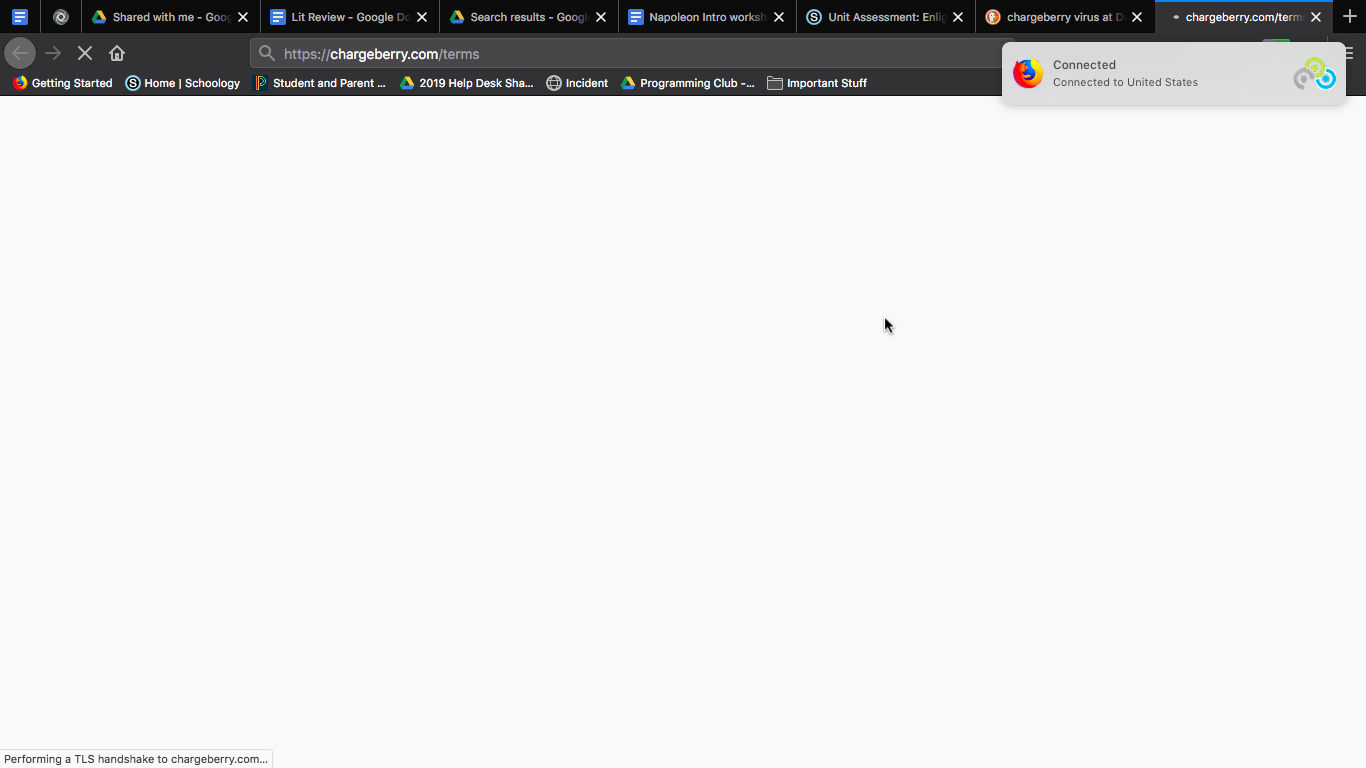 Shared with me - Goog
Lit Review - Google Do
Search results - Googl
Napoleon Intro worksh
Unit Assessment: Enlig
chargeberry virus at D
chargeberry.com/term
https://chargeberry.com/terms
Connected
Connected to United States
Getting Started
Home | Schoology
Student and Parent ...
2019 Help Desk Sha...
Incident
Programming Club -...
Important Stuff
Performing a TLS handshake to chargeberry.com...